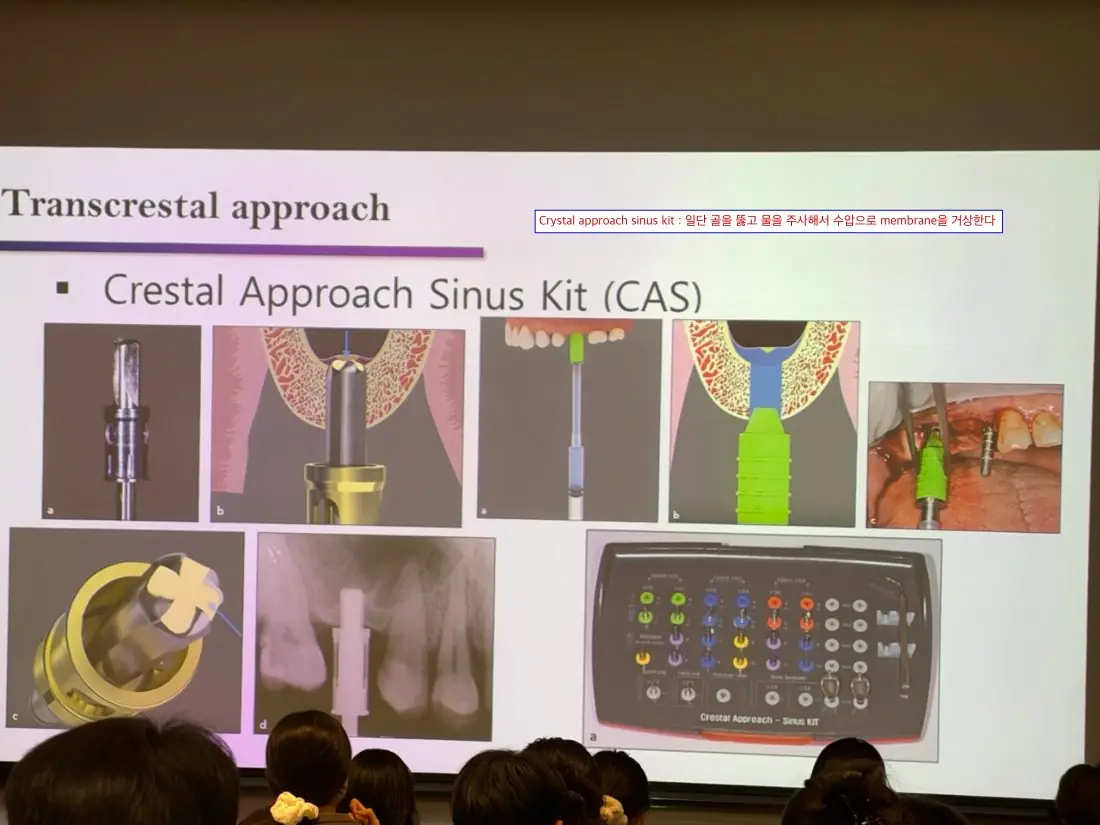 Transcrestal approach
Crystal approach sinus kit : 일단 골을 뚫고 물을 주사해서 수압으로 membrane을 거상한다
▪ Crestal Approach Sinus Kit (CAS)
a
b
a
b
c
c
d
a
Crestal Approach - Sinus KIT